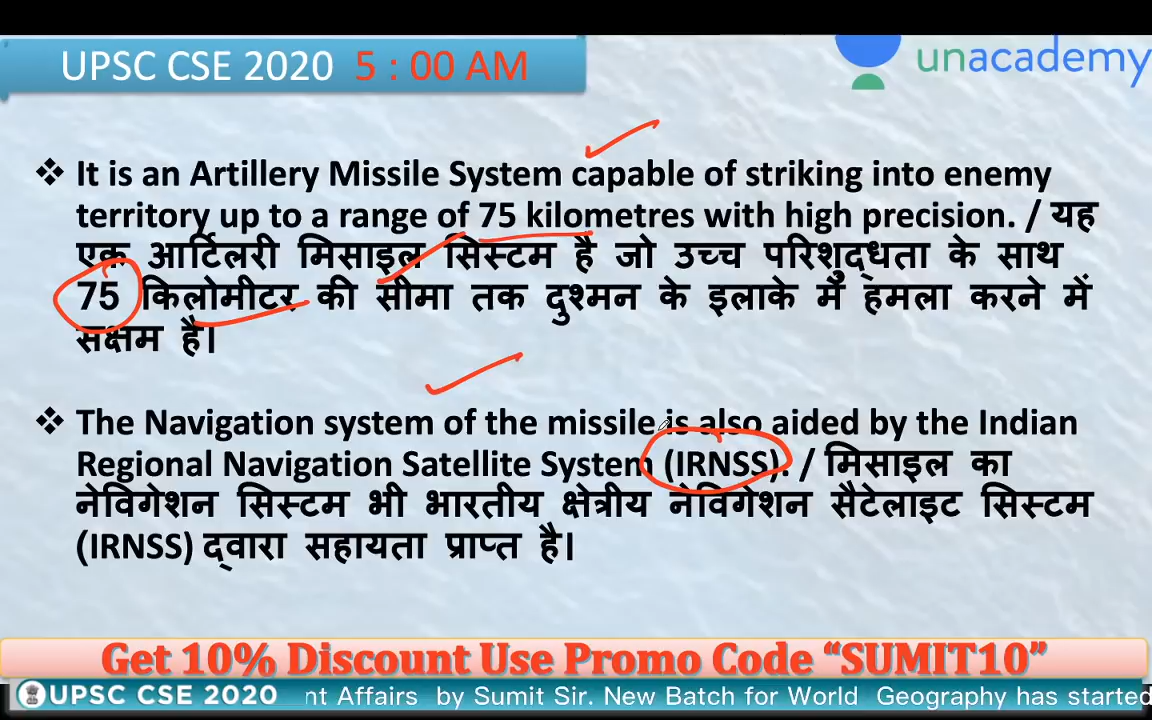 UPSC CSE 2020 5 : 00 AM
unacademy
It is an Artillery Missile System capable of striking into enemy
territory up to a range of 75 kilometres with high precision. / यह
एक आर्टिलरी मिसाइल सिस्टम है जो उच्च परिशुद्धता के साथ
75 किलोमीटर की सीमा तक दुश्मन के इलाके में हमला करने में
सक्षम है।
The Navigation system of the missile is also aided by the Indian
Regional Navigation Satellite System (IRNSS). / मिसाइल का
नेविगेशन सिस्टम भी भारतीय क्षेत्रीय नेविगेशन सैटेलाइट सिस्टम
(IRNSS) द्वारा सहायता प्राप्त है।
Get 10% Discount Use Promo Code “SUMIT10”
UPSC CSE 2020 nt Affairs by Sumit Sir. New Batch for World Geography has started